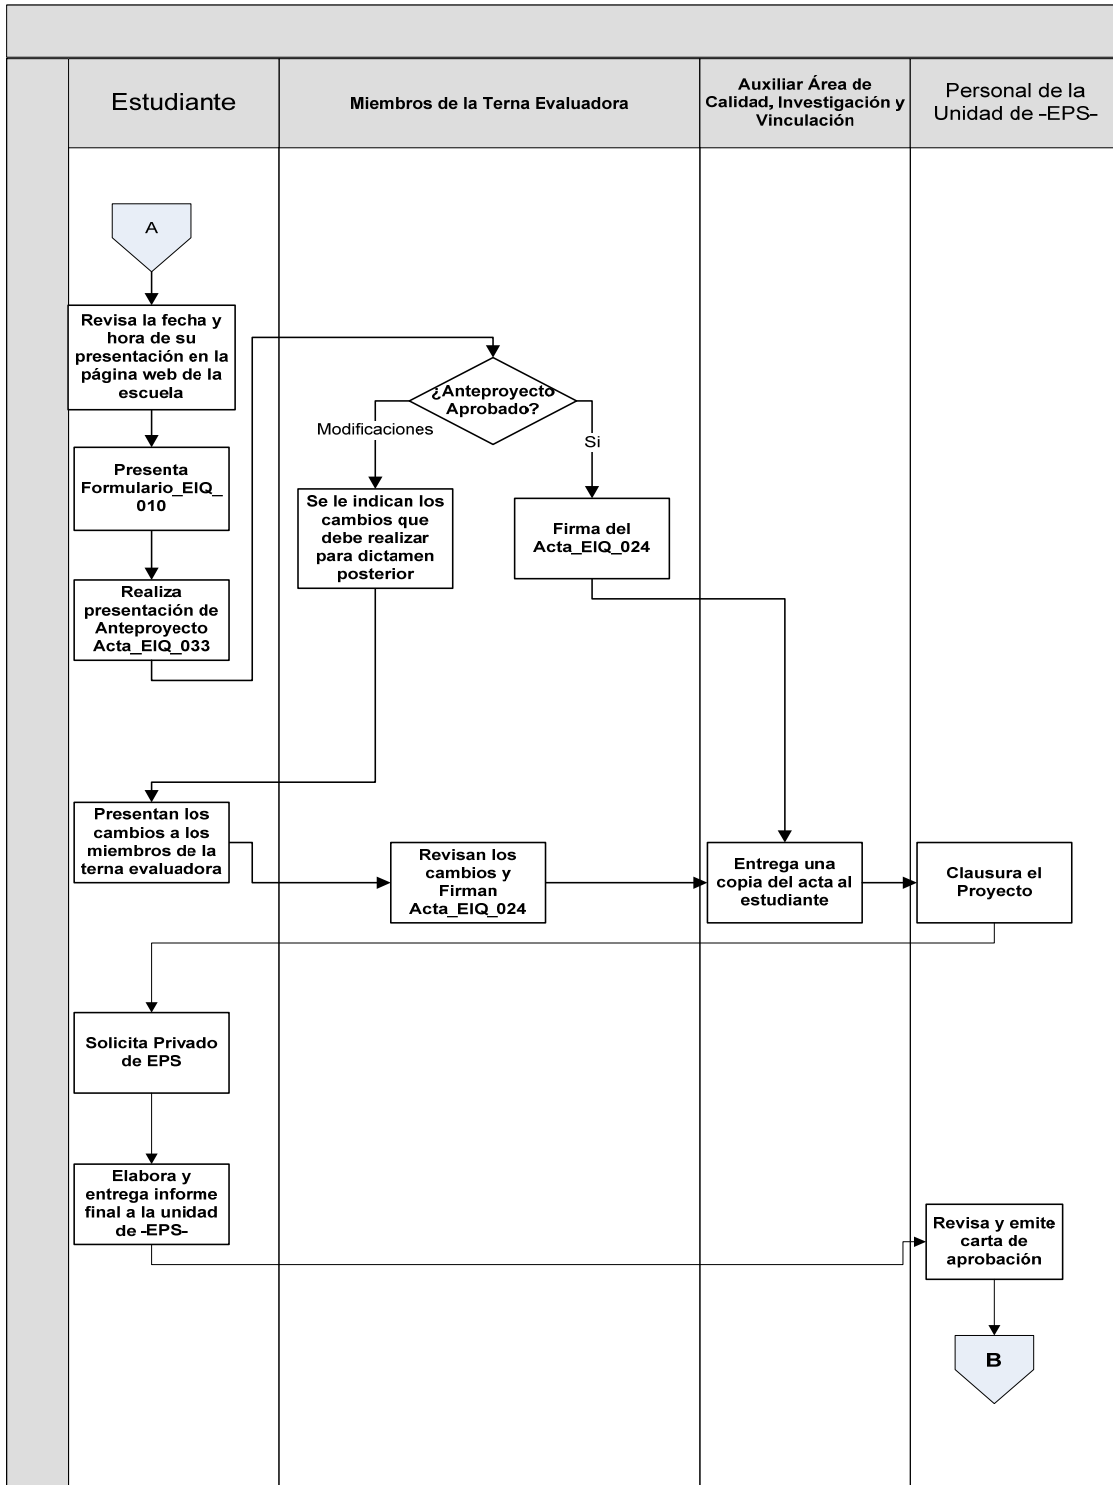 Estudiante
Miembros de la Terna Evaluadora
Auxiliar Área de
Calidad, Investigación y
Vinculación
Personal de la
Unidad de -EPS-
A
Revisa la fecha y
hora de su
presentación en la
página web de la
escuela
¿Anteproyecto
Aprobado?
Modificaciones
Si
Presenta
Formulario_EIQ_
010
Se le indican los
cambios que
debe realizar
para dictamen
posterior
Firma del
Acta_EIQ_024
Realiza
presentación de
Anteproyecto
Acta_EIQ_033
Presentan los
cambios a los
miembros de la
terna evaluadora
Revisan los
cambios y
Firman
Acta_EIQ_024
Entrega una
copia del acta al
estudiante
Clausura el
Proyecto
Solicita Privado
de EPS
Elabora y
entrega informe
final a la unidad
de -EPS-
Revisa y emite
carta de
aprobación
B